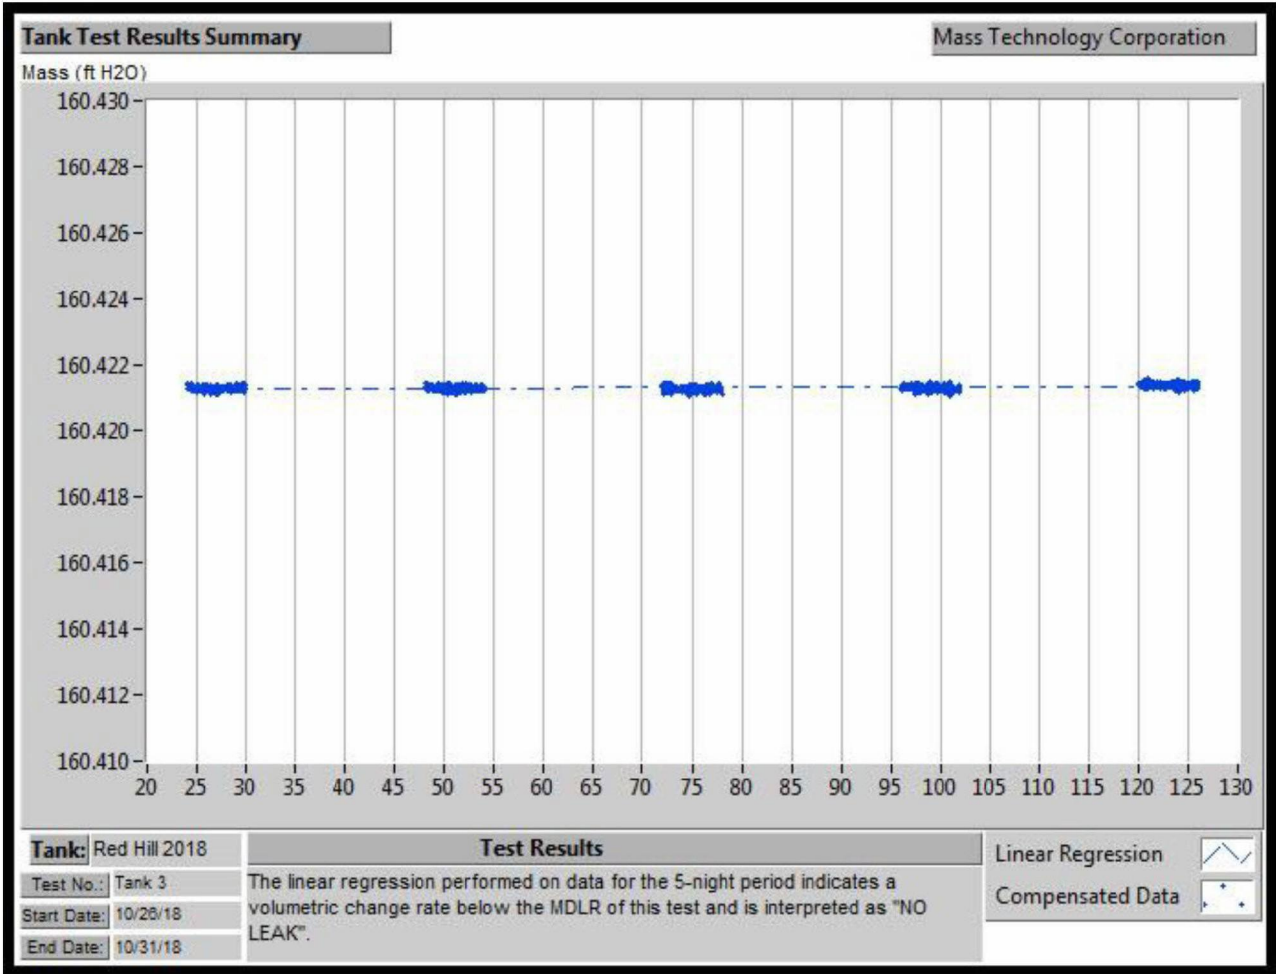 Tank Test Results Summary
Mass Technology Corporation
Mass (ft H2O)
160.430
160.428
160.426
160.424
160.422
160.420
160.418
160.416
160.414
160.412
160.410
20 25 30 35 40 45 50 55 60 65 70 75 80 85 90 95 100 105 110 115 120 125 130
Tank: Red Hill 2018
Test No.: Tank 3
Start Date: 10/26/18
End Date: 10/31/18
Test Results
The linear regression performed on data for the 5-night period indicates a
volumetric change rate below the MDLR of this test and is interpreted as "NO
LEAK".
Linear Regression
Compensated Data